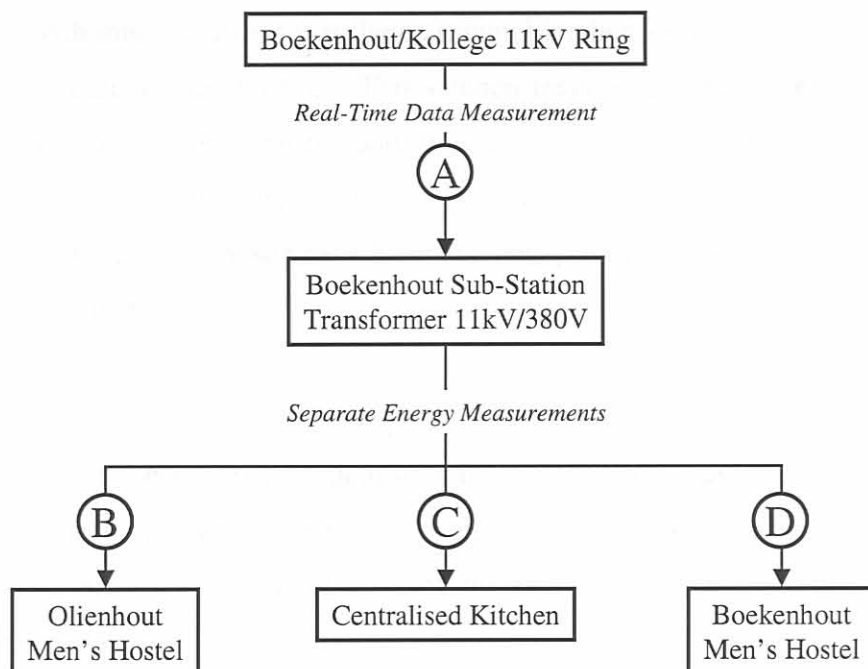 Boekenhout/Kollege 11kV Ring
Real-Time Data Measurement
A
Boekenhout Sub-Station
Transformer 11kV/380V
Separate Energy Measurements
B
C
D
Olienhout
Men's Hostel
Centralised Kitchen
Boekenhout
Men's Hostel